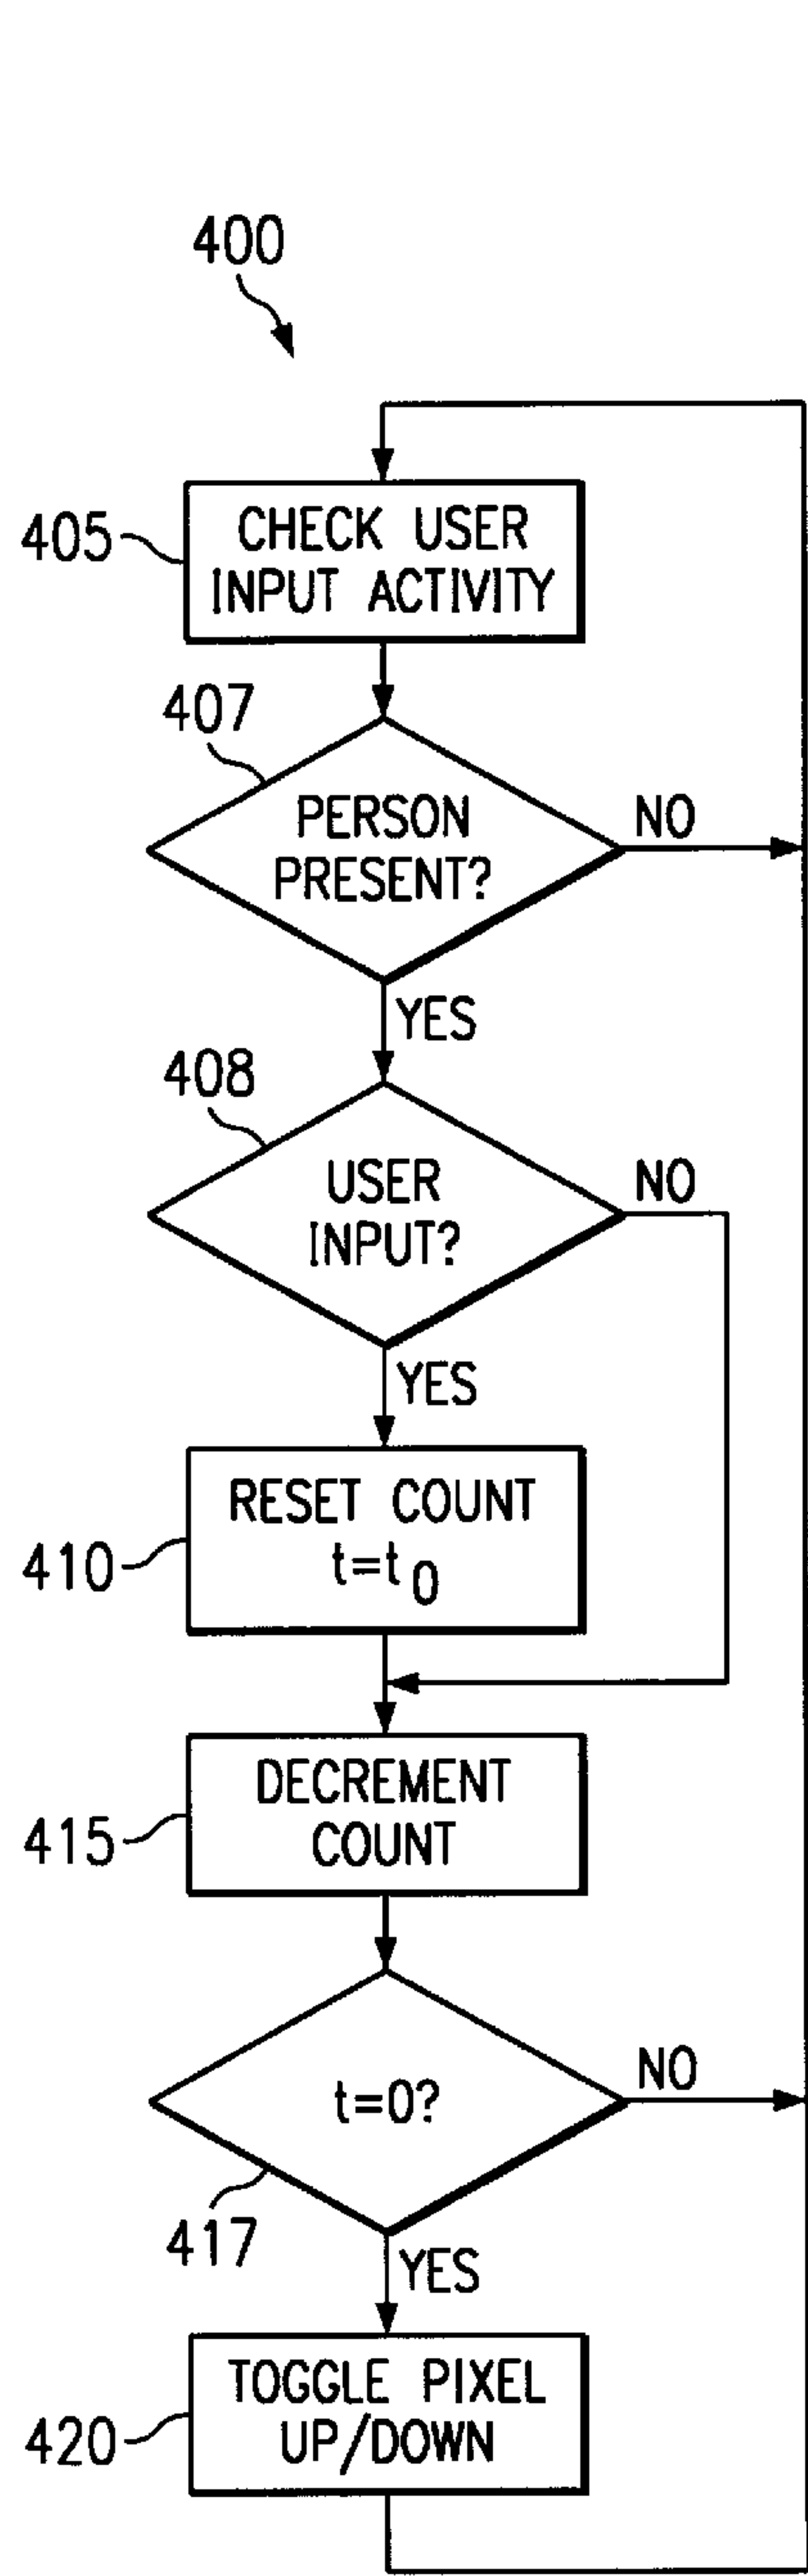 400
405
CHECK USER
INPUT ACTIVITY
407
PERSON
PRESENT?
NO
YES
408
USER
INPUT?
NO
YES
410
RESET COUNT
t=t0
415
DECREMENT
COUNT
t=0?
NO
417
YES
420
TOGGLE PIXEL
UP/DOWN